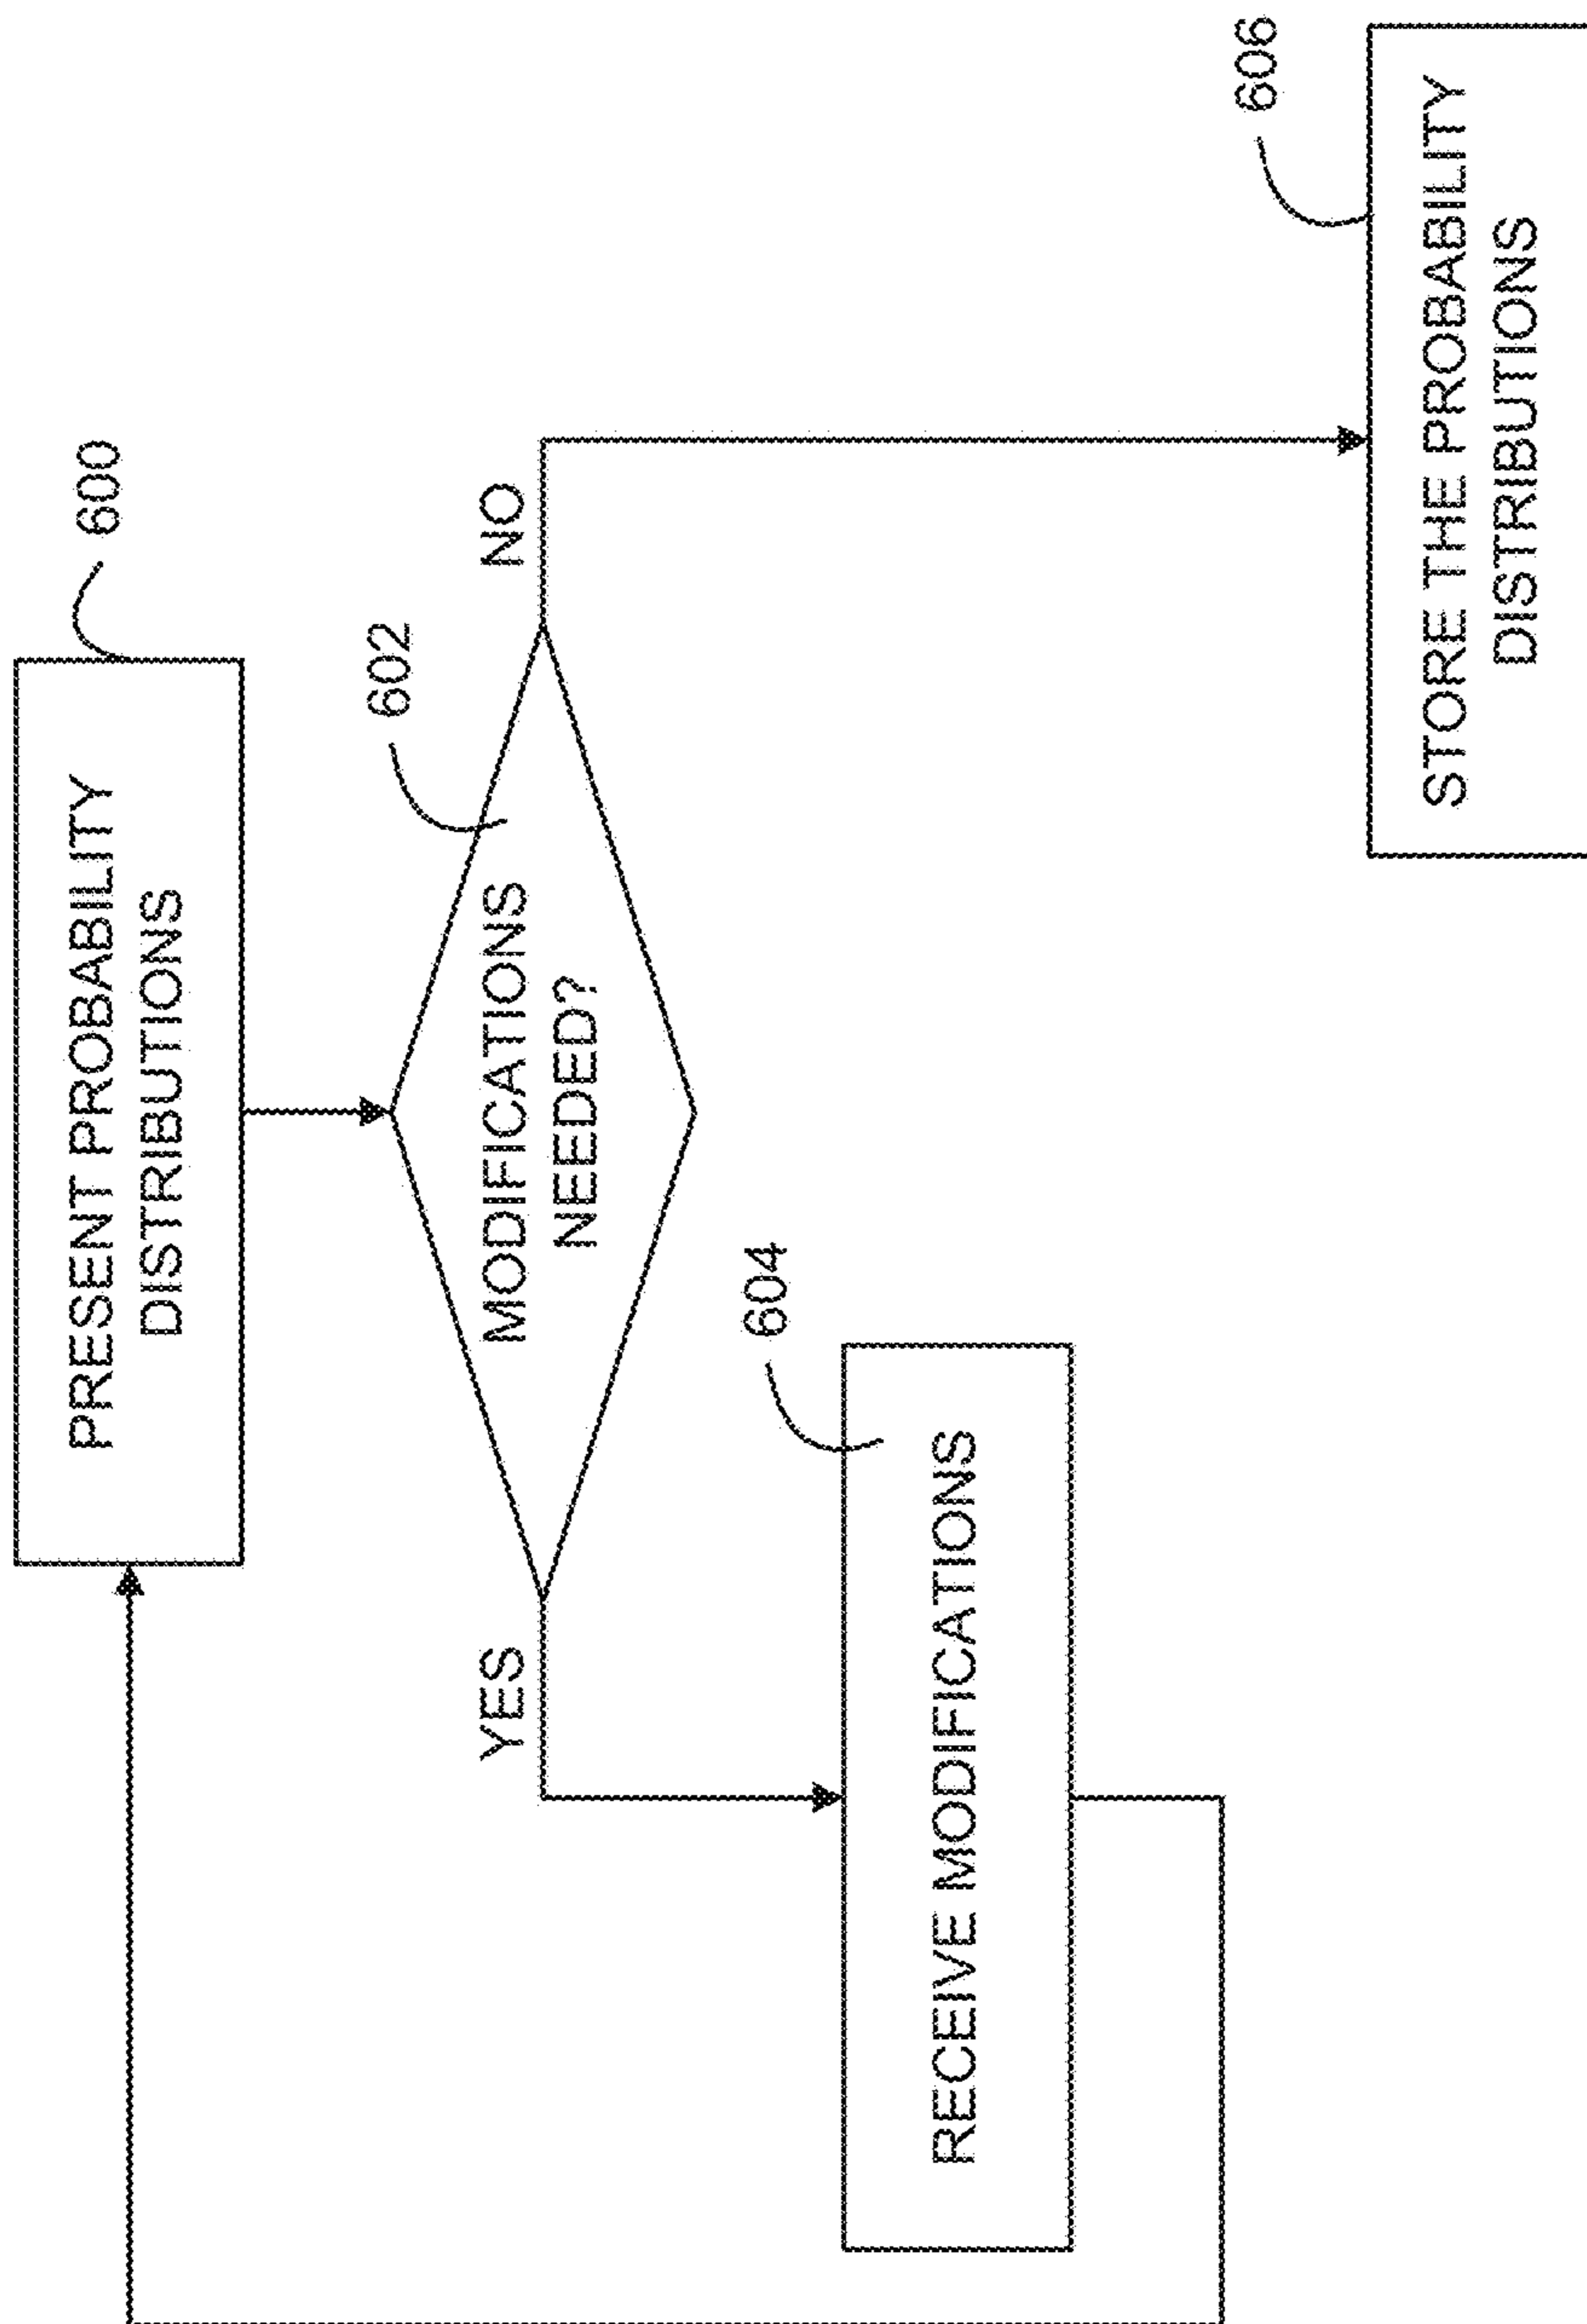 PRESENT PROBABILITY
DISTRIBUTIONS
600
602
MODIFICATIONS
NEEDED?
YES
NO
604
RECEIVE MODIFICATIONS
606
STORE THE PROBABILITY
DISTRIBUTIONS